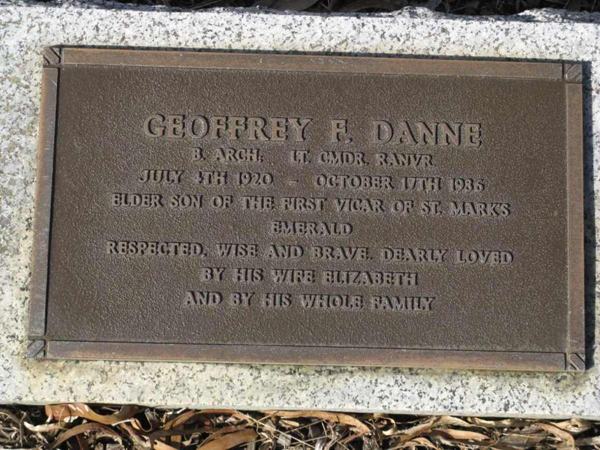 GEOFFREY F. DANNE
B. ARCH. LT. CMDR. RANVR
JULY 4TH 1920 - OCTOBER 17TH 1986
ELDER SON OF THE FIRST VICAR OF ST. MARK'S
EMERALD
RESPECTED, WISE AND BRAVE. DEARLY LOVED
BY HIS WIFE ELIZABETH
AND BY HIS WHOLE FAMILY